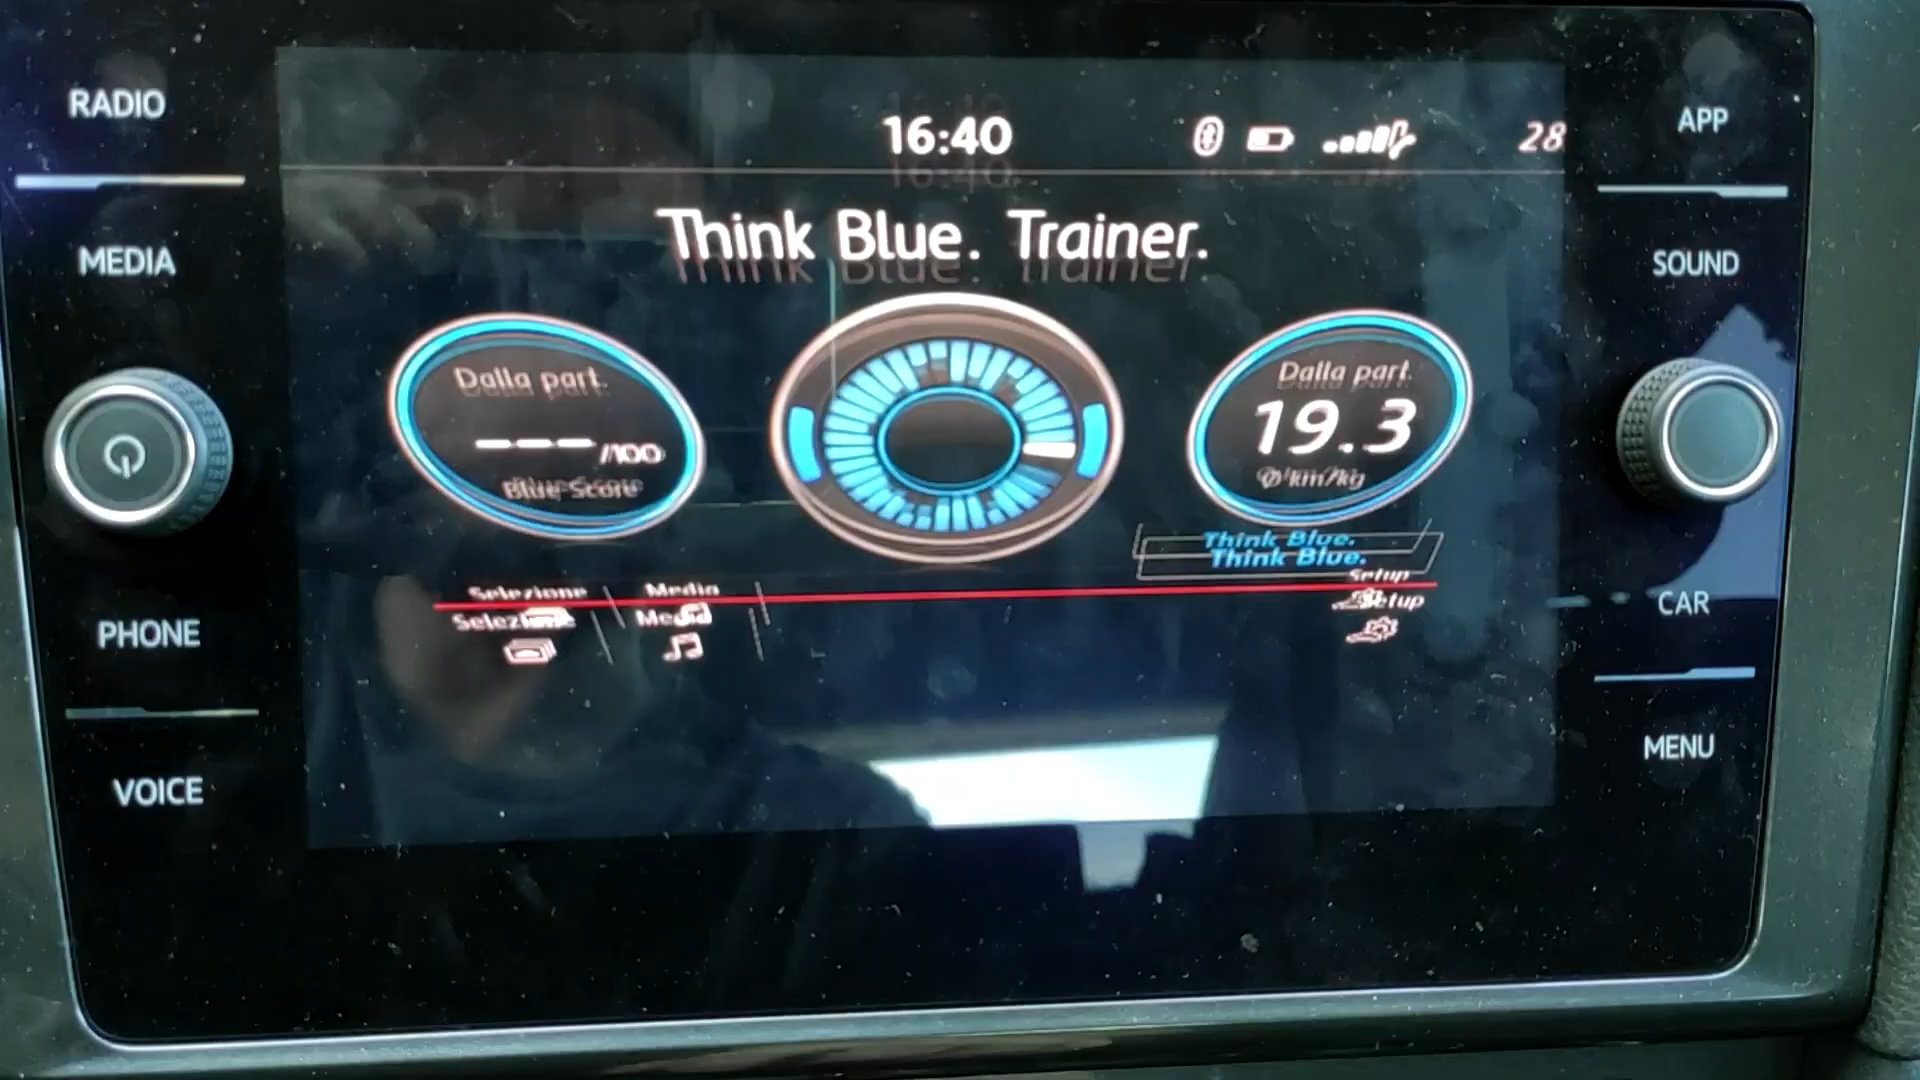 RADIO
MEDIA
PHONE
VOICE
16:40
28
Think Blue. Trainer.
Dalla part.
---/100
Blue Score
Dalla part.
19.3
Ø km/kg
Think Blue.
Selezione
Media
Setup
APP
SOUND
CAR
MENU